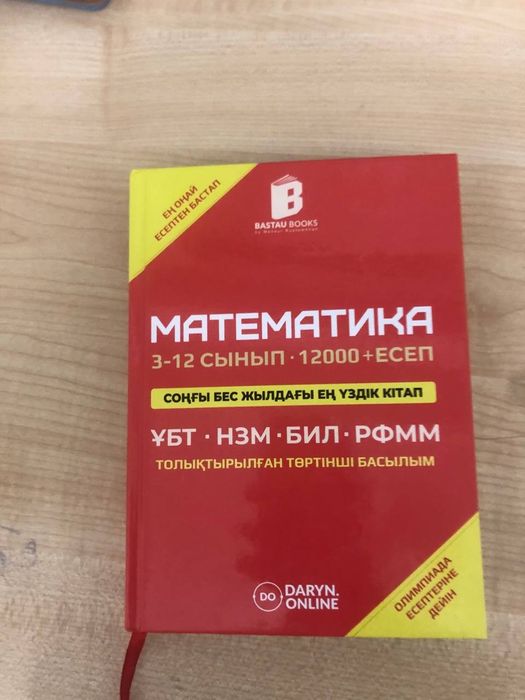 ЕҢ ОҢАЙ
ЕСЕПТЕН БАСТАП
BASTAU BOOKS
МАТЕМАТИКА
3-12 СЫНЫП · 12000+ЕСЕП
СОҢҒЫ БЕС ЖЫЛДАҒЫ ЕҢ ҮЗДІК КІТАП
ҰБТ · НЗМ · БИЛ · РФММ
ТОЛЫҚТЫРЫЛҒАН ТӨРТІНШІ БАСЫЛЫМ
DO
DARYN.
ONLINE
ОЛИМПИАДА
ЕСЕПТЕРІНЕ
ДЕЙІН